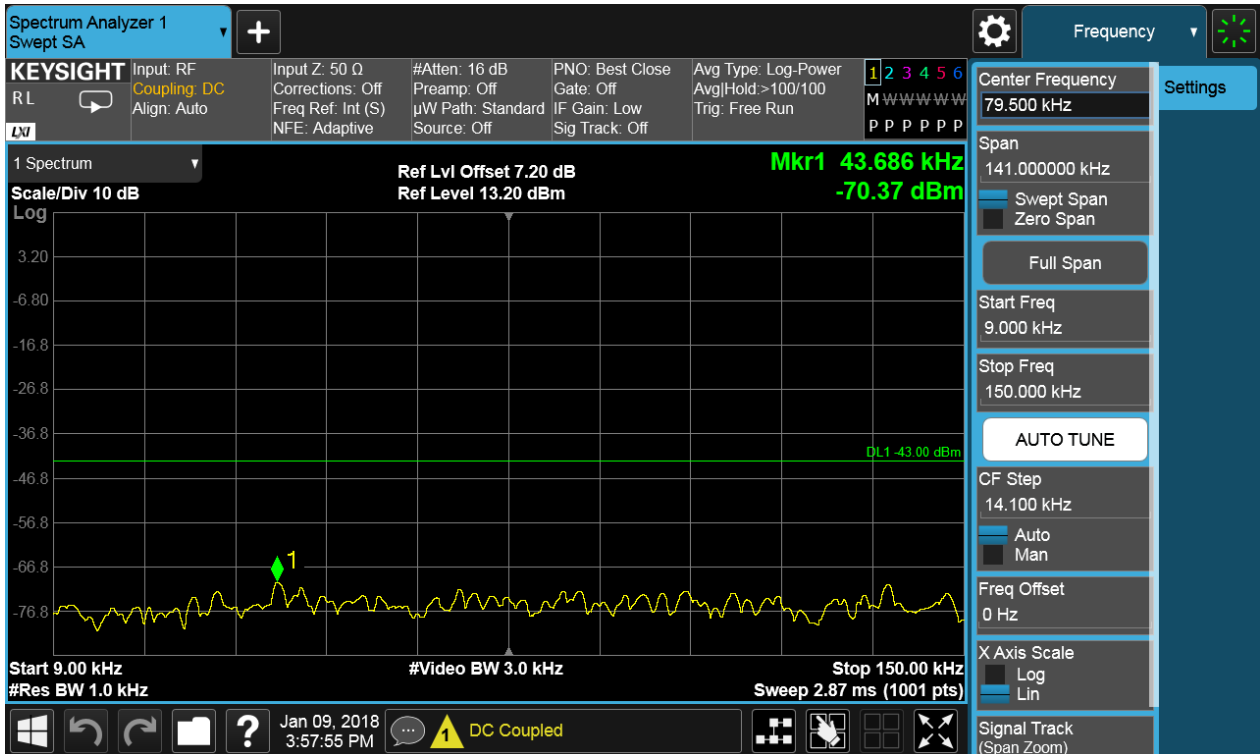 Spectrum Analyzer 1
Swept SA
+
Frequency
KEYSIGHT
R L
LXI
Input: RF
Coupling: DC
Align: Auto
Input Z: 50 Ω
Corrections: Off
Freq Ref: Int (S)
NFE: Adaptive
#Atten: 16 dB
Preamp: Off
µW Path: Standard
Source: Off
PNO: Best Close
Gate: Off
IF Gain: Low
Sig Track: Off
Avg Type: Log-Power
Avg|Hold:>100/100
Trig: Free Run
1 2 3 4 5 6
M W W W W W
P P P P P P
1 Spectrum
Scale/Div 10 dB
Log
Ref Lvl Offset 7.20 dB
Ref Level 13.20 dBm
Mkr1 43.686 kHz
-70.37 dBm
3.20
-6.80
-16.8
-26.8
-36.8
DL1 -43.00 dBm
-46.8
-56.8
-66.8
1
-76.8
Start 9.00 kHz
#Res BW 1.0 kHz
#Video BW 3.0 kHz
Stop 150.00 kHz
Sweep 2.87 ms (1001 pts)
Center Frequency
79.500 kHz
Settings
Span
141.000000 kHz
Swept Span
Zero Span
Full Span
Start Freq
9.000 kHz
Stop Freq
150.000 kHz
AUTO TUNE
CF Step
14.100 kHz
Auto
Man
Freq Offset
0 Hz
X Axis Scale
Log
Lin
Signal Track
(Span Zoom)
?
Jan 09, 2018
3:57:55 PM
1
DC Coupled